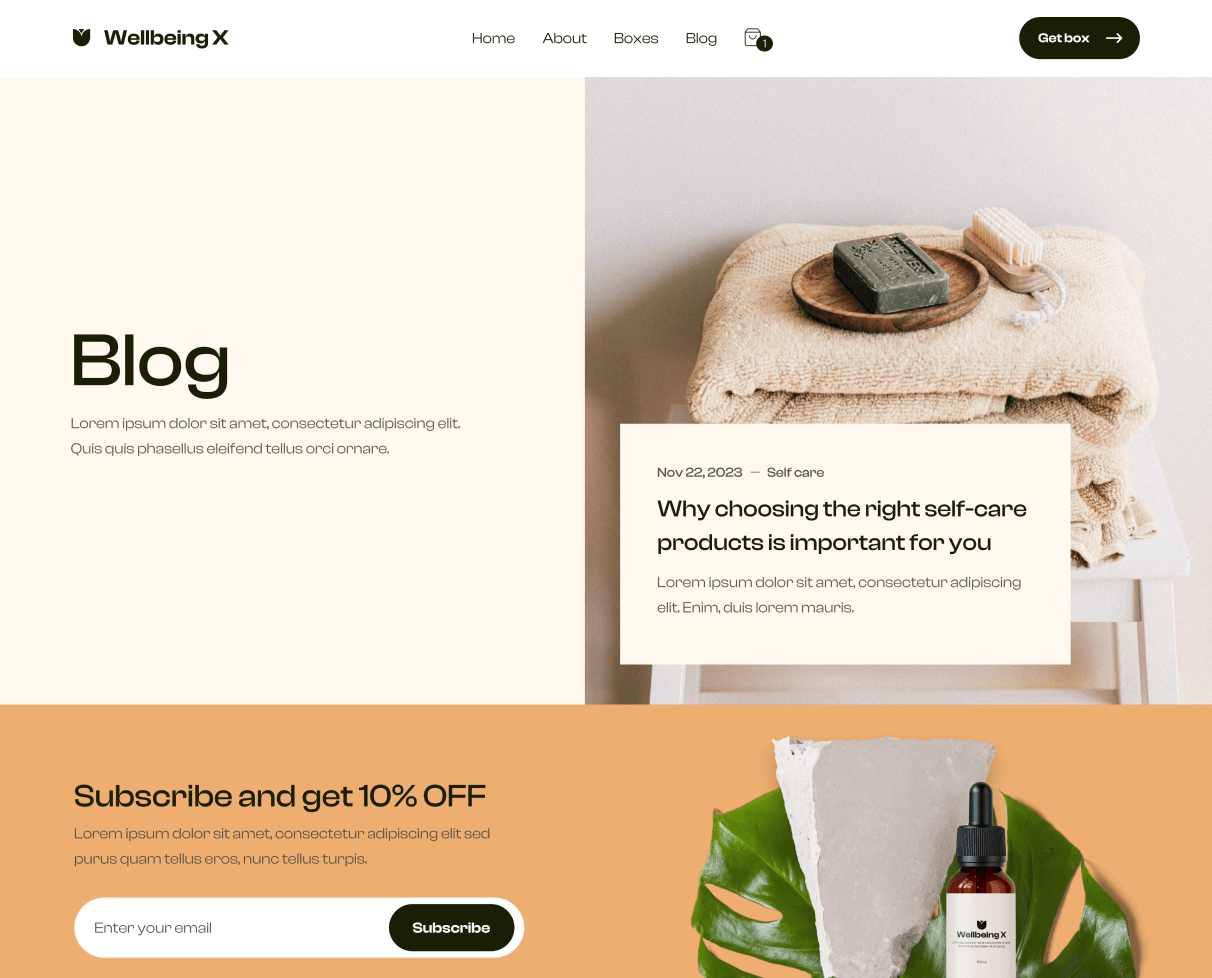 Wellbeing X
Home
About
Boxes
Blog
1
Get box
Blog
Lorem ipsum dolor sit amet, consectetur adipiscing elit.
Quis quis phasellus eleifend tellus orci ornare.
Nov 22, 2023 — Self care
Why choosing the right self-care
products is important for you
Lorem ipsum dolor sit amet, consectetur adipiscing
elit. Enim, duis lorem mauris.
Subscribe and get 10% OFF
Lorem ipsum dolor sit amet, consectetur adipiscing elit sed
purus quam tellus eros, nunc tellus turpis.
Enter your email
Subscribe
Wellbeing X